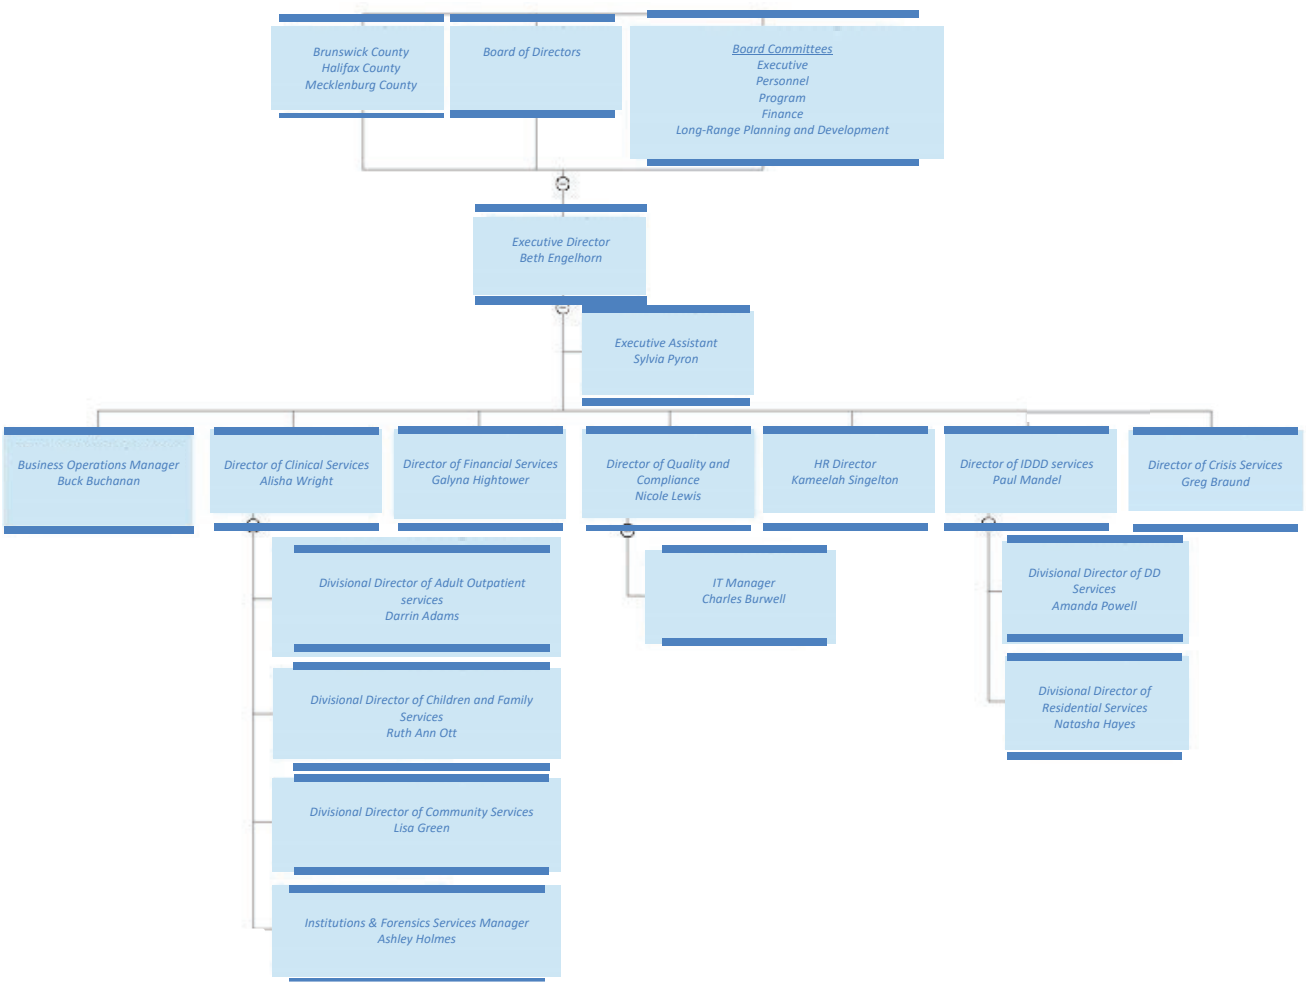 Brunswick County
Halifax County
Mecklenburg County
Board of Directors
Board Committees
Executive
Personnel
Program
Finance
Long-Range Planning and Development
Executive Director
Beth Engelhorn
Executive Assistant
Sylvia Pyron
Business Operations Manager
Buck Buchanan
Director of Clinical Services
Alisha Wright
Director of Financial Services
Galyna Hightower
Director of Quality and
Compliance
Nicole Lewis
HR Director
Kameelah Singelton
Director of IDDD services
Paul Mandel
Director of Crisis Services
Greg Braund
Divisional Director of Adult Outpatient
services
Darrin Adams
Divisional Director of Children and Family
Services
Ruth Ann Ott
Divisional Director of Community Services
Lisa Green
Institutions & Forensics Services Manager
Ashley Holmes
IT Manager
Charles Burwell
Divisional Director of DD
Services
Amanda Powell
Divisional Director of
Residential Services
Natasha Hayes